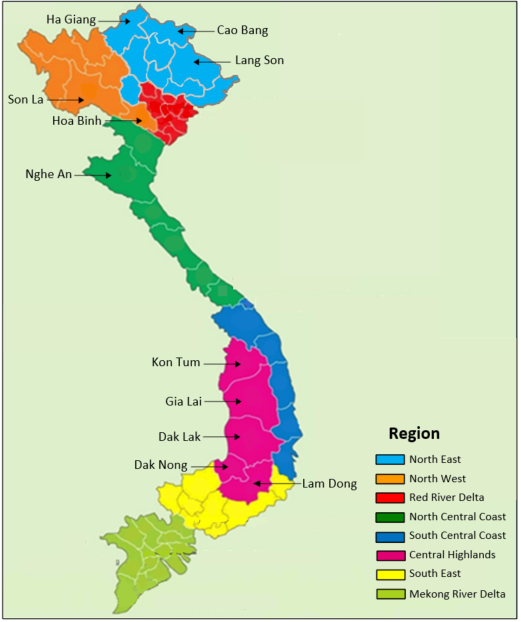 Ha Giang
Cao Bang
Lang Son
Son La
Hoa Binh
Nghe An
Kon Tum
Gia Lai
Dak Lak
Dak Nong
Lam Dong
Region
North East
North West
Red River Delta
North Central Coast
South Central Coast
Central Highlands
South East
Mekong River Delta